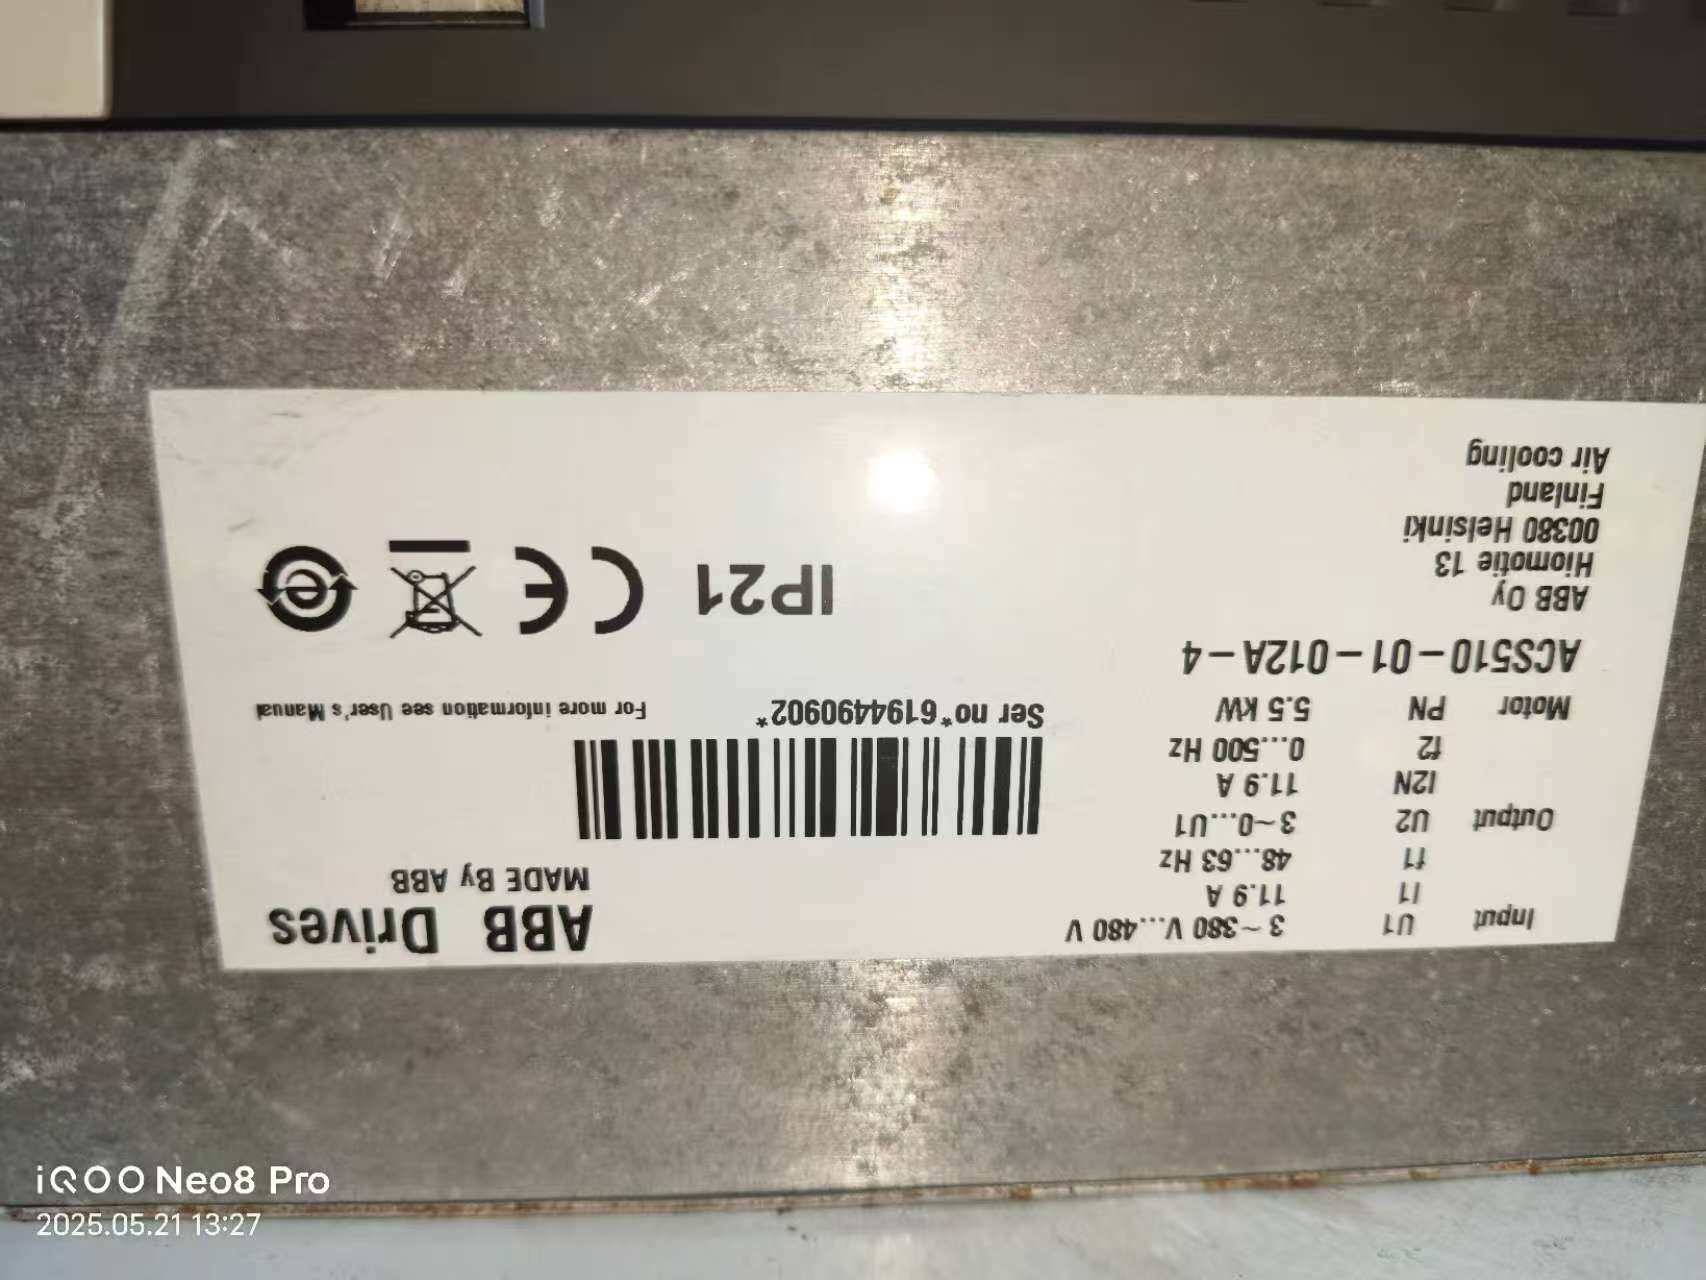 Input U1 3~380 V...480 V
I1 11.9 A
f1 48...63 Hz
Output U2 3~0...U1
I2N 11.9 A
f2 0...500 Hz
Motor PN 5.5 kW
ACS510-01-012A-4
ABB Oy
Hiomotie 13
00380 Helsinki
Finland
Air cooling
ABB Drives
MADE By ABB
Ser no*6194490902*
For more information see User's Manual
IP21
CE
e
iQOO Neo8 Pro
2025.05.21 13:27